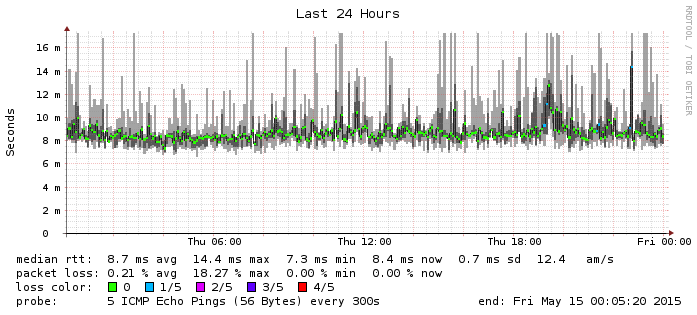 Last 24 Hours
RRDTOOL / TOBI OETIKER
Seconds
16 m
14 m
12 m
10 m
8 m
6 m
4 m
2 m
0
Thu 06:00 Thu 12:00 Thu 18:00 Fri 00:00
median rtt: 8.7 ms avg 14.4 ms max 7.3 ms min 8.4 ms now 0.7 ms sd 12.4 am/s
packet loss: 0.21 % avg 18.27 % max 0.00 % min 0.00 % now
loss color: 0 1/5 2/5 3/5 4/5
probe: 5 ICMP Echo Pings (56 Bytes) every 300s end: Fri May 15 00:05:20 2015